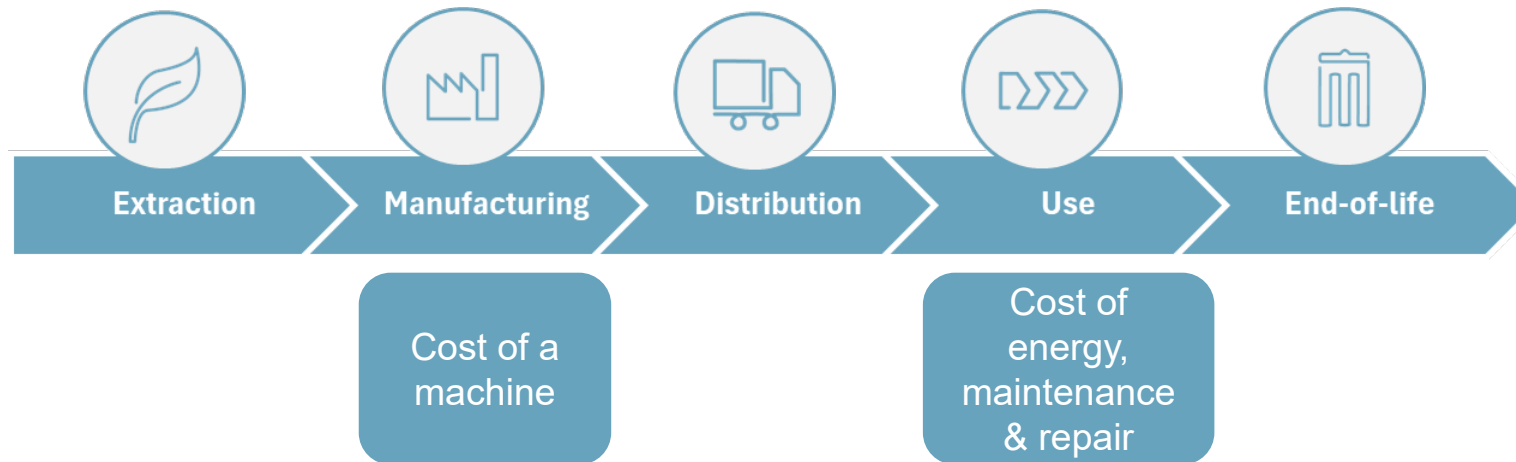 Extraction
Manufacturing
Distribution
Use
End-of-life
Cost of a
machine
Cost of
energy,
maintenance
& repair